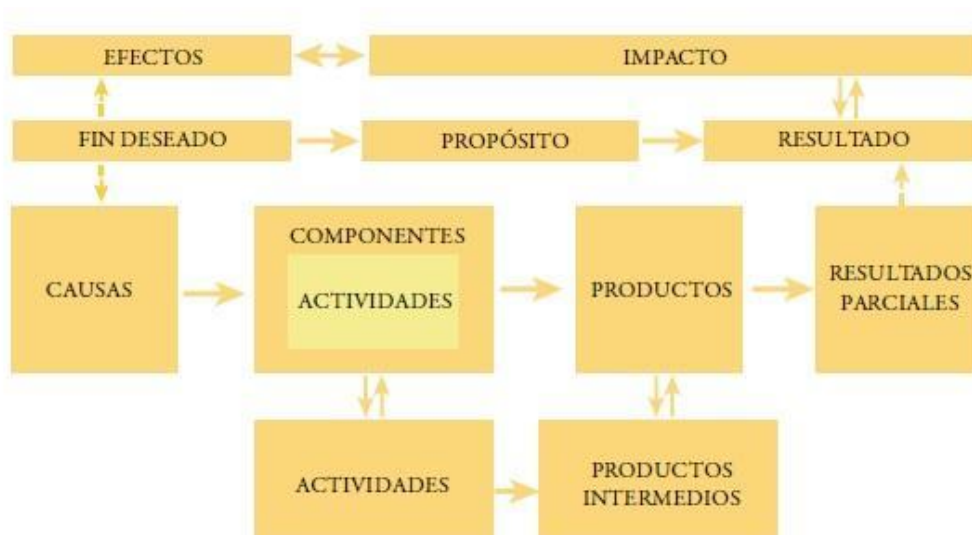 EFECTOS
IMPACTO
FIN DESEADO
PROPÓSITO
RESULTADO
CAUSAS
COMPONENTES
ACTIVIDADES
PRODUCTOS
RESULTADOS
PARCIALES
ACTIVIDADES
PRODUCTOS
INTERMEDIOS